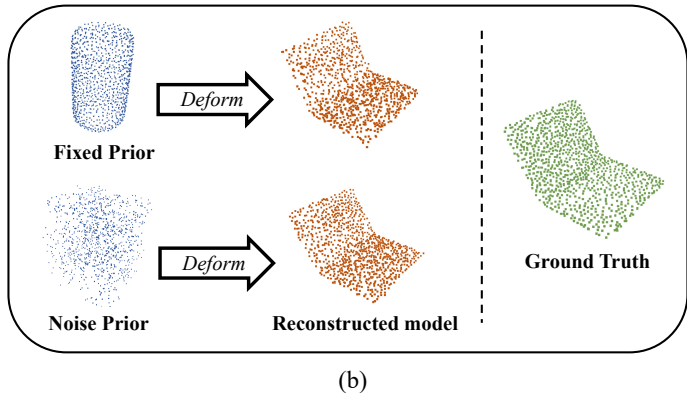 Deform
Fixed Prior
Deform
Ground Truth
Noise Prior
Reconstructed model
(b)